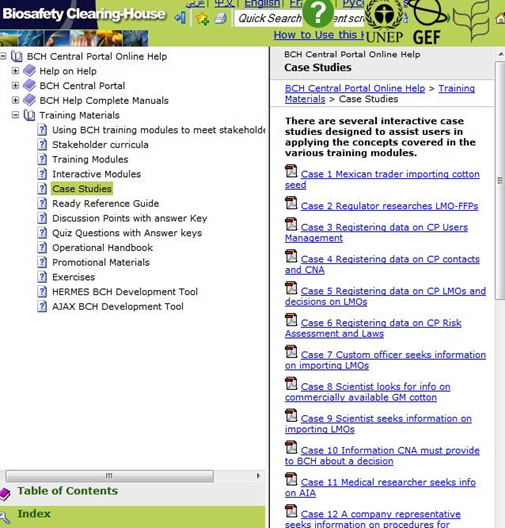 عربي | 中文 | English |
Biosafety Clearing-House
Quick Search
How to Use this
UNEP
GEF
BCH Central Portal Online Help
Help on Help
BCH Central Portal
BCH Help Complete Manuals
Training Materials
Using BCH training modules to meet stakeholde
Stakeholder curricula
Training Modules
Interactive Modules
Case Studies
Ready Reference Guide
Discussion Points with answer Key
Quiz Questions with Answer keys
Operational Handbook
Promotional Materials
Exercises
HERMES BCH Development Tool
AJAX BCH Development Tool
Table of Contents
Index
BCH Central Portal Online Help
Case Studies
BCH Central Portal Online Help > Training
Materials > Case Studies
There are several interactive case
studies designed to assist users in
applying the concepts covered in the
various training modules.
Case 1 Mexican trader importing cotton
seed
Case 2 Regulator researches LMO-FFPs
Case 3 Registering data on CP Users
Management
Case 4 Registering data on CP contacts
and CNA
Case 5 Registering data on CP LMOs and
decisions on LMOs
Case 6 Registering data on CP Risk
Assessment and Laws
Case 7 Custom officer seeks information
on importing LMOs
Case 8 Scientist looks for info on
commercially available GM cotton
Case 9 Scientist seeks information on
importing LMOs
Case 10 Information CNA must provide
to BCH about a decision
Case 11 Medical researcher seeks info
on AIA
Case 12 A company representative
seeks information on procedures for